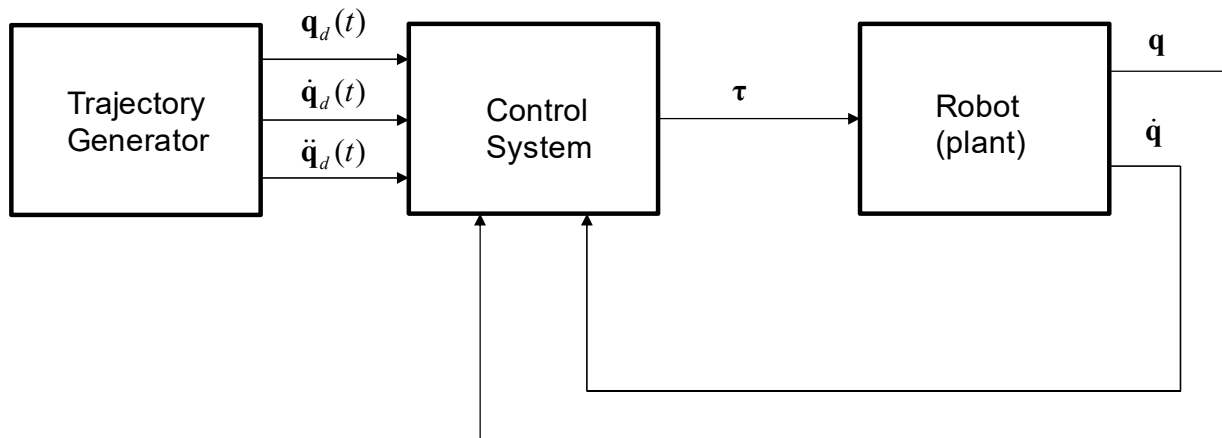 𝐪_d(t)
𝐪̇_d(t)
𝐪̈_d(t)
Trajectory
Generator
Control
System
𝛕
Robot
(plant)
𝐪
𝐪̇